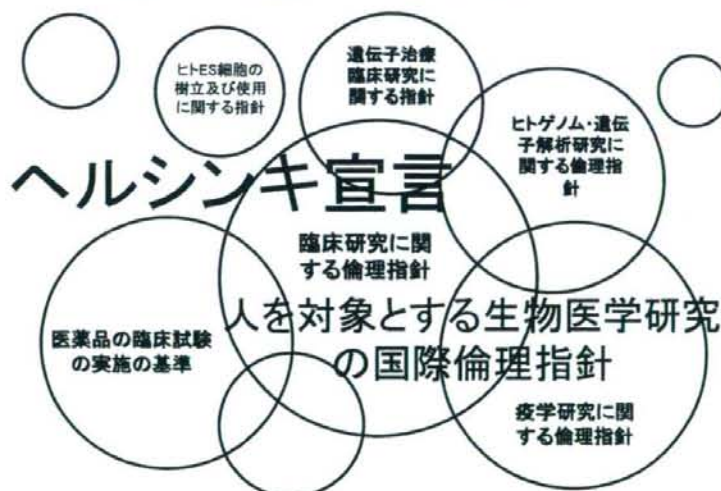 ヒトES細胞の
樹立及び使用
に関する指針
遺伝子治療
臨床研究に
関する指針
ヒトゲノム・遺伝
子解析研究に
関する倫理指
針
ヘルシンキ宣言
臨床研究に関
する倫理指針
人を対象とする生物医学研究
の国際倫理指針
医薬品の臨床試験
の実施の基準
疫学研究に関
する倫理指針